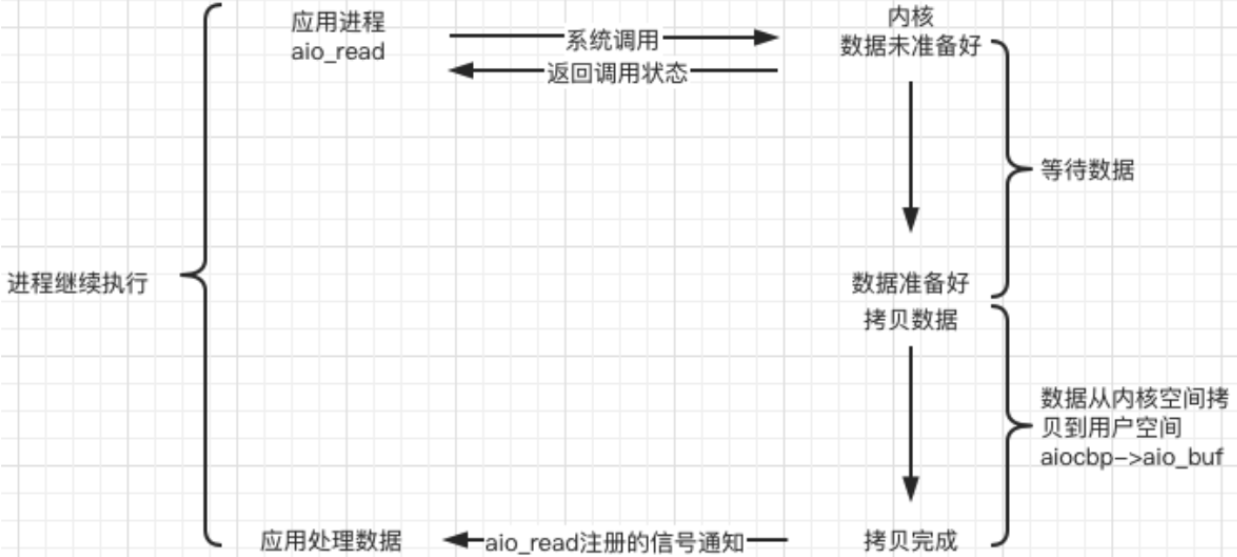 应用进程
aio_read
系统调用
返回调用状态
内核
数据未准备好
等待数据
进程继续执行
数据准备好
拷贝数据
数据从内核空间拷
贝到用户空间
aiocbp->aio_buf
应用处理数据
aio_read注册的信号通知
拷贝完成